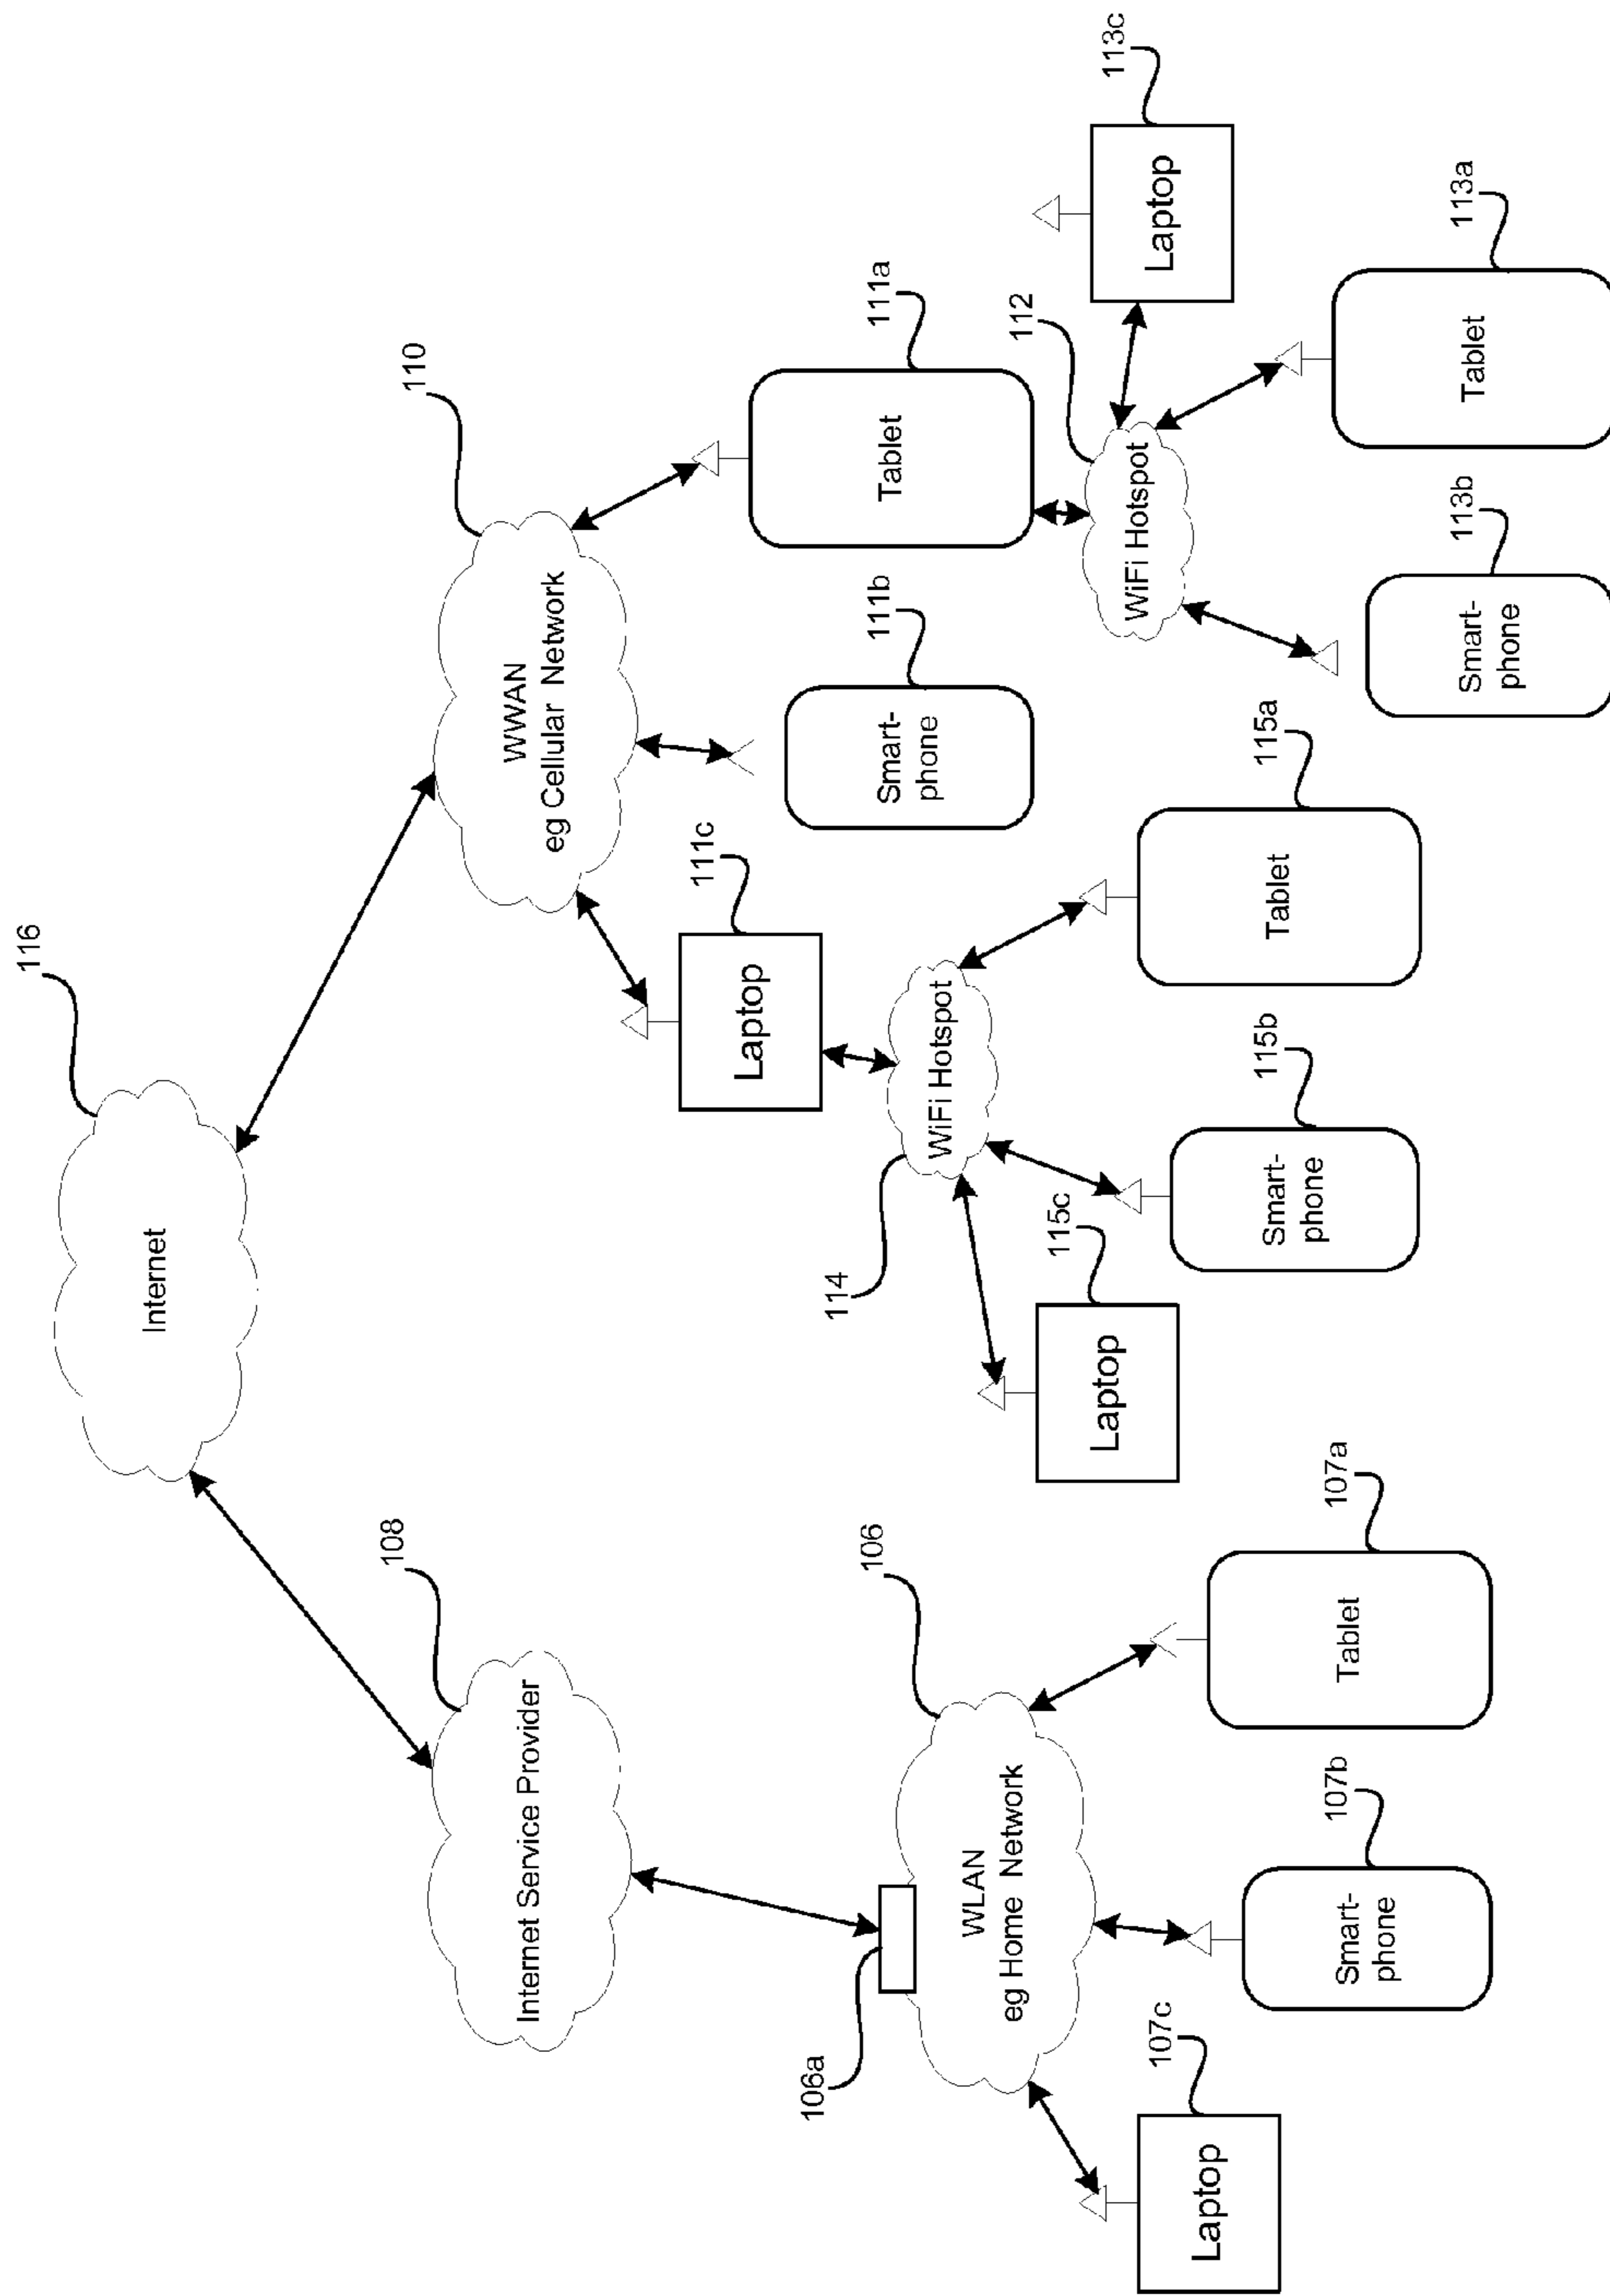 116
Internet
108
Internet Service Provider
110
WWAN
eg Cellular Network
106a
106
WLAN
eg Home Network
107c
Laptop
107b
Smart-
phone
107a
Tablet
111c
Laptop
111b
Smart-
phone
111a
Tablet
114
WiFi Hotspot
115c
Laptop
115b
Smart-
phone
115a
Tablet
112
WiFi Hotspot
113c
Laptop
113b
Smart-
phone
113a
Tablet